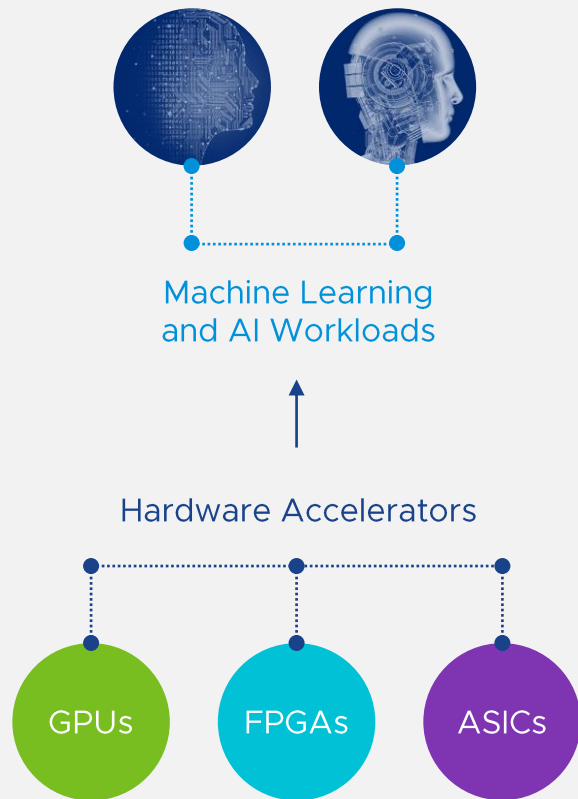 Machine Learning
and AI Workloads
Hardware Accelerators
GPUs
FPGAs
ASICs